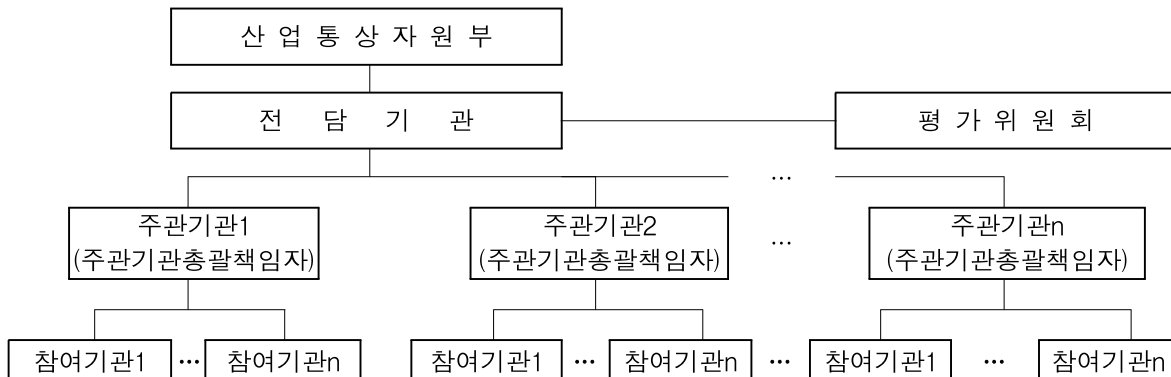 산 업 통 상 자 원 부
전 담 기 관
평 가 위 원 회
...
주관기관1
(주관기관총괄책임자)
주관기관2
(주관기관총괄책임자)
...
주관기관n
(주관기관총괄책임자)
참여기관1 ... 참여기관n
참여기관1 ... 참여기관n ... 참여기관1 ... 참여기관n